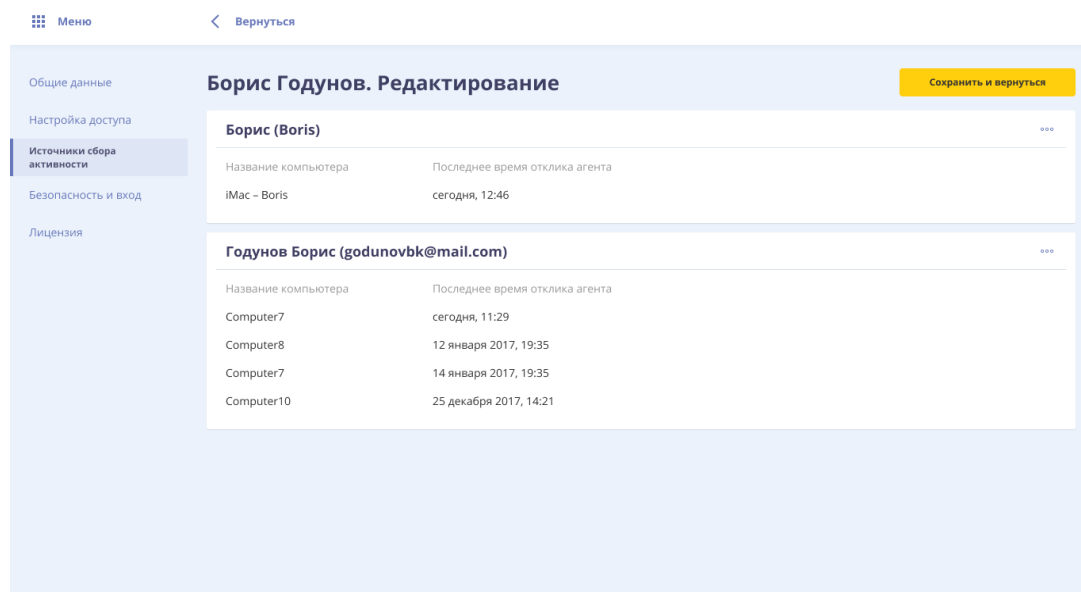 Меню
Вернуться
Общие данные
Настройка доступа
Источники сбора
активности
Безопасность и вход
Лицензия
Борис Годунов. Редактирование
Сохранить и вернуться
Борис (Boris)
Название компьютера Последнее время отклика агента
iMac – Boris сегодня, 12:46
Годунов Борис (godunovbk@mail.com)
Название компьютера Последнее время отклика агента
Computer7 сегодня, 11:29
Computer8 12 января 2017, 19:35
Computer7 14 января 2017, 19:35
Computer10 25 декабря 2017, 14:21